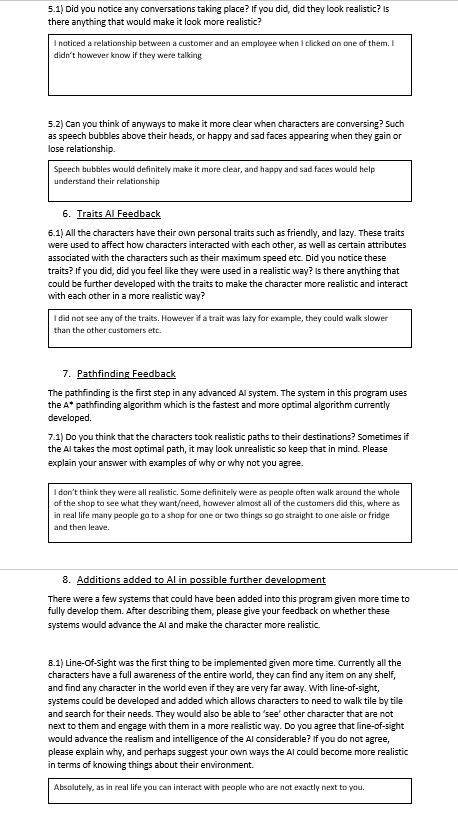 5.1) Did you notice any conversations taking place? If you did, did they look realistic? Is
there anything that would make it look more realistic?
I noticed a relationship between a customer and an employee when I clicked on one of them. I
didn't however know if they were talking
5.2) Can you think of anyways to make it more clear when characters are conversing? Such
as speech bubbles above their heads, or happy and sad faces appearing when they gain or
lose relationship.
Speech bubbles would definitely make it more clear, and happy and sad faces would help
understand their relationship
6. Traits AI Feedback
6.1) All the characters have their own personal traits such as friendly, and lazy. These traits
were used to affect how characters interacted with each other, as well as certain attributes
associated with the characters such as their maximum speed etc. Did you notice these
traits? If you did, did you feel like they were used in a realistic way? Is there anything that
could be further developed with the traits to make the character more realistic and interact
with each other in a more realistic way?
I did not see any of the traits. However if a trait was lazy for example, they could walk slower
than the other customers etc.
7. Pathfinding Feedback
The pathfinding is the first step in any advanced AI system. The system in this program uses
the A* pathfinding algorithm which is the fastest and more optimal algorithm currently
developed.
7.1) Do you think that the characters took realistic paths to their destinations? Sometimes if
the AI takes the most optimal path, it may look unrealistic so keep that in mind. Please
explain your answer with examples of why or why not you agree.
I don't think they were all realistic. Some definitely were as people often walk around the whole
of the shop to see what they want/need, however almost all of the customers did this, where as
in real life many people go to a shop for one or two things so go straight to one aisle or fridge
and then leave.
8. Additions added to AI in possible further development
There were a few systems that could have been added into this program given more time to
fully develop them. After describing them, please give your feedback on whether these
systems would advance the AI and make the character more realistic.
8.1) Line-Of-Sight was the first thing to be implemented given more time. Currently all the
characters have a full awareness of the entire world, they can find any item on any shelf,
and find any character in the world even if they are very far away. With line-of-sight,
systems could be developed and added which allows characters to need to walk tile by tile
and search for their needs. They would also be able to 'see' other character that are not
next to them and engage with them in a more realistic way. Do you agree that line-of-sight
would advance the realism and intelligence of the AI considerable? If you do not agree,
please explain why, and perhaps suggest your own ways the AI could become more realistic
in terms of knowing things about their environment.
Absolutely, as in real life you can interact with people who are not exactly next to you.